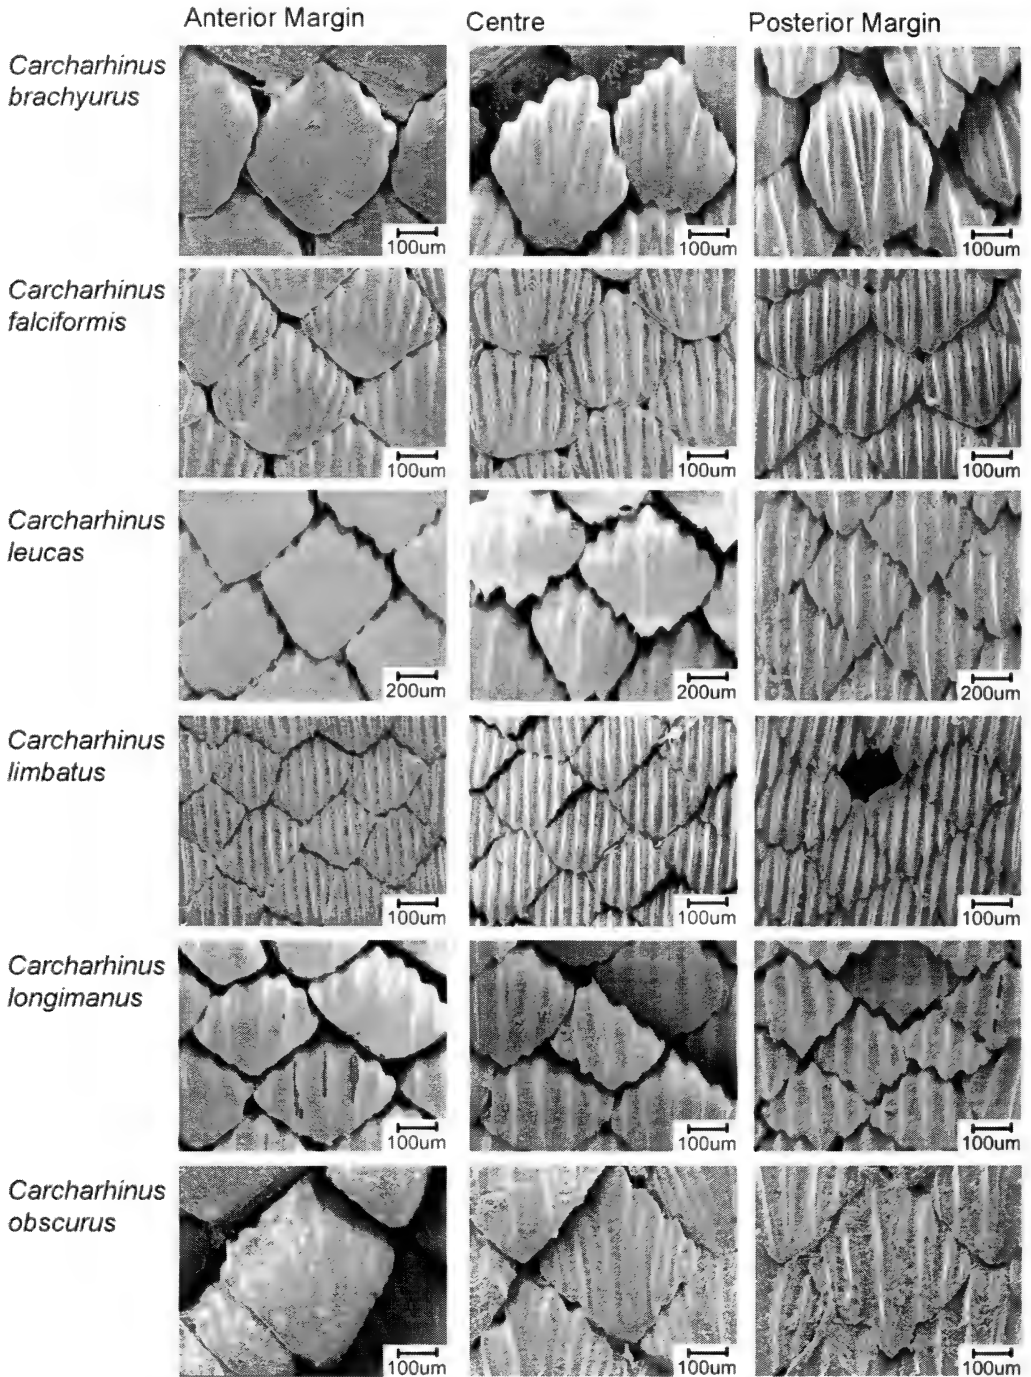 Anterior Margin Centre Posterior Margin
Carcharhinus
brachyurus
100um 100um 100um
Carcharhinus
falciformis
100um 100um 100um
Carcharhinus
leucas
200um 200um 200um
Carcharhinus
limbatus
100um 100um 100um
Carcharhinus
longimanus
100um 100um 100um
Carcharhinus
obscurus
100um 100um 100um